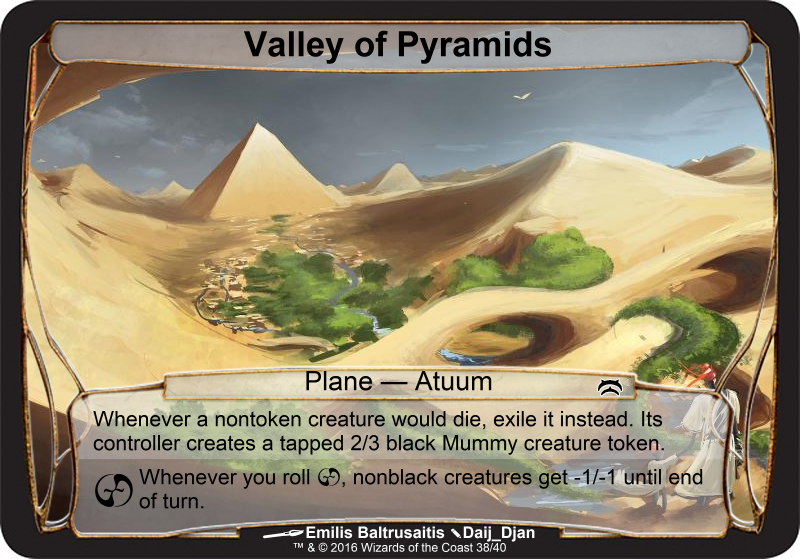 Valley of Pyramids
Plane — Atuum
Whenever a nontoken creature would die, exile it instead. Its
controller creates a tapped 2/3 black Mummy creature token.
Whenever you roll , nonblack creatures get -1/-1 until end
of turn.
Emilis Baltrusaitis Daij_Djan
™ & © 2016 Wizards of the Coast 38/40